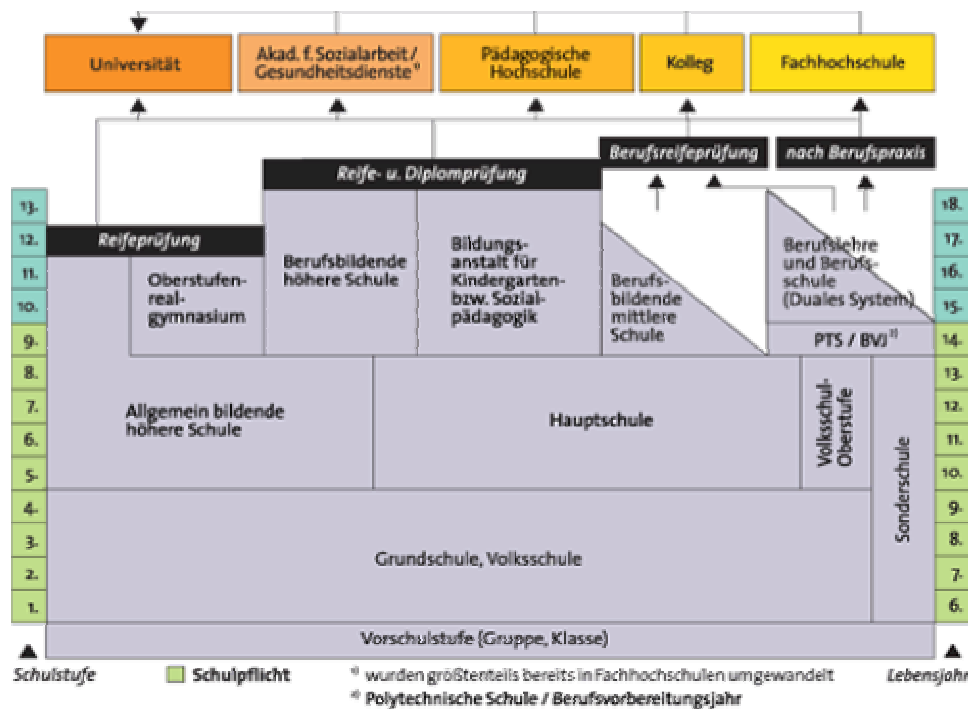 Universität
Akad. f. Sozialarbeit /
Gesundheitsdienste¹⁾
Pädagogische
Hochschule
Kolleg
Fachhochschule
Berufsreifeprüfung
nach Berufspraxis
Reife- u. Diplomprüfung
Reifeprüfung
13.
12.
11.
10.
9.
8.
7.
6.
5.
4.
3.
2.
1.
Oberstufen-
real-
gymnasium
Berufsbildende
höhere Schule
Bildungs-
anstalt für
Kindergarten-
bzw. Sozial-
pädagogik
Berufs-
bildende
mittlere
Schule
Berufslehre
und Berufs-
schule
(Duales System)
PTS / BVJ²⁾
18.
17.
16.
15.
14.
13.
12.
11.
10.
9.
8.
7.
6.
Allgemein bildende
höhere Schule
Hauptschule
Volksschul-
Oberstufe
Sonderschule
Grundschule, Volksschule
Vorschulstufe (Gruppe, Klasse)
Schulstufe
Schulpflicht
¹⁾ wurden größtenteils bereits in Fachhochschulen umgewandelt
²⁾ Polytechnische Schule / Berufsvorbereitungsjahr
Lebensjahr